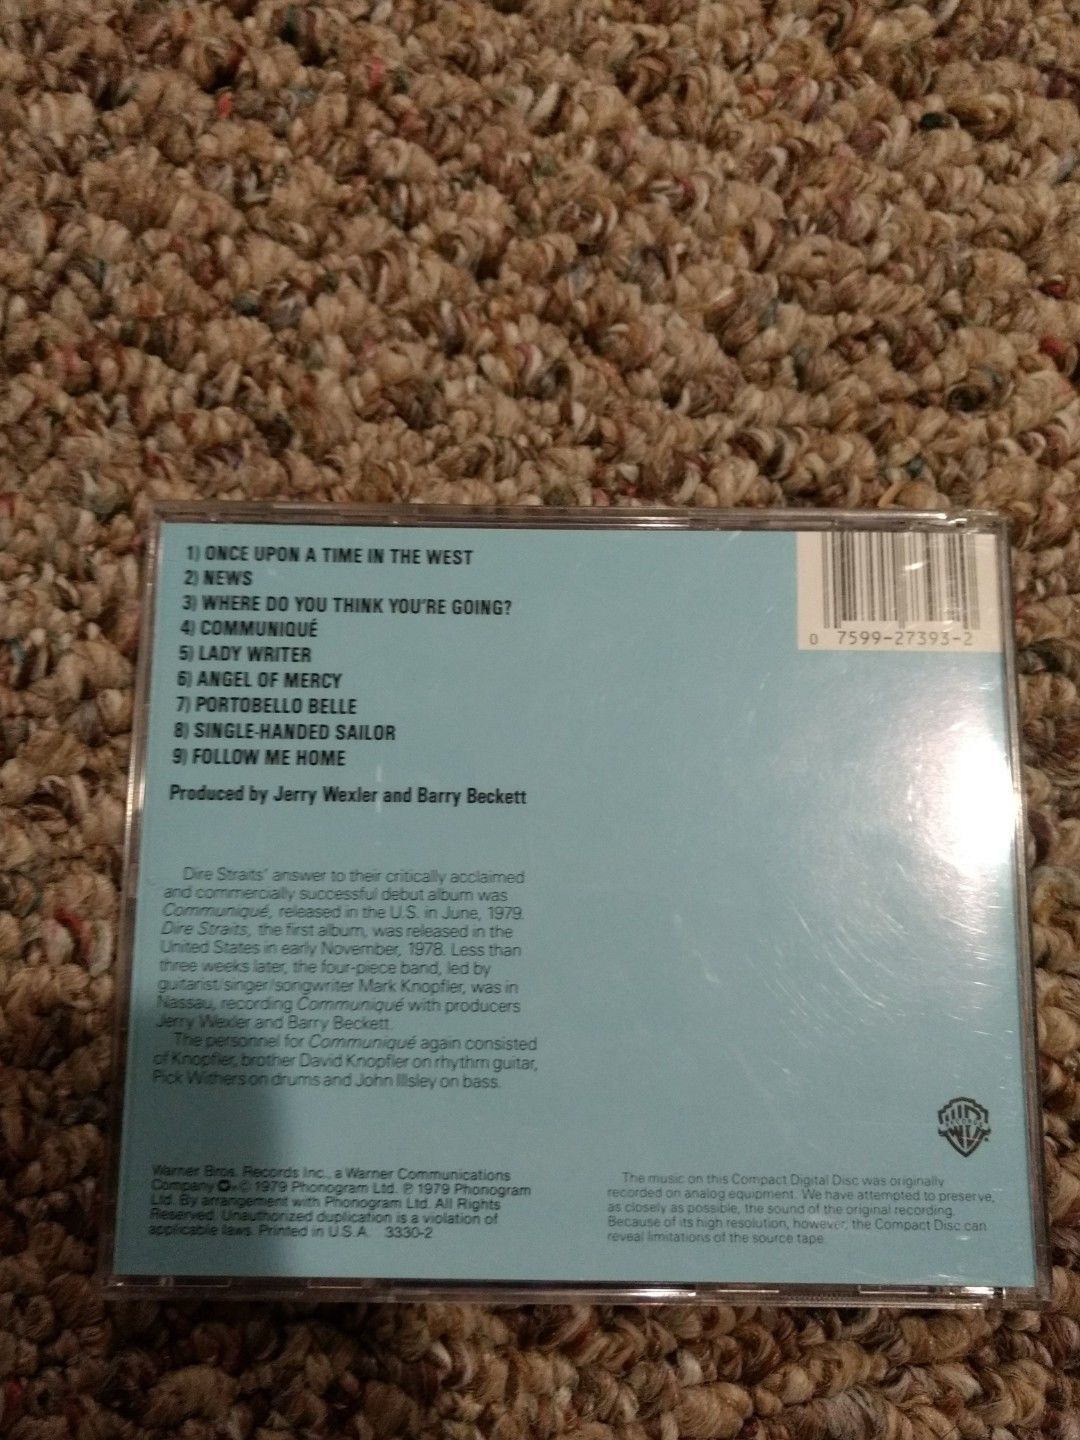 1) ONCE UPON A TIME IN THE WEST
2) NEWS
3) WHERE DO YOU THINK YOU'RE GOING?
4) COMMUNIQUÉ
5) LADY WRITER
6) ANGEL OF MERCY
7) PORTOBELLO BELLE
8) SINGLE-HANDED SAILOR
9) FOLLOW ME HOME
Produced by Jerry Wexler and Barry Beckett
0 7599-27393-2
Dire Straits' answer to their critically acclaimed
and commercially successful debut album was
Communiqué, released in the U.S. in June, 1979.
Dire Straits, the first album, was released in the
United States in early November, 1978. Less than
three weeks later, the four-piece band, led by
guitarist/singer/songwriter Mark Knopfler, was in
Nassau, recording Communiqué with producers
Jerry Wexler and Barry Beckett.
The personnel for Communiqué again consisted
of Knopfler, brother David Knopfler on rhythm guitar,
Pick Withers on drums and John Illsley on bass.
Warner Bros. Records Inc., a Warner Communications
Company © 1979 Phonogram Ltd. ℗ 1979 Phonogram
Ltd. By arrangement with Phonogram Ltd. All Rights
Reserved. Unauthorized duplication is a violation of
applicable laws. Printed in U.S.A. 3330-2
The music on this Compact Digital Disc was originally
recorded on analog equipment. We have attempted to preserve,
as closely as possible, the sound of the original recording.
Because of its high resolution, however, the Compact Disc can
reveal limitations of the source tape.